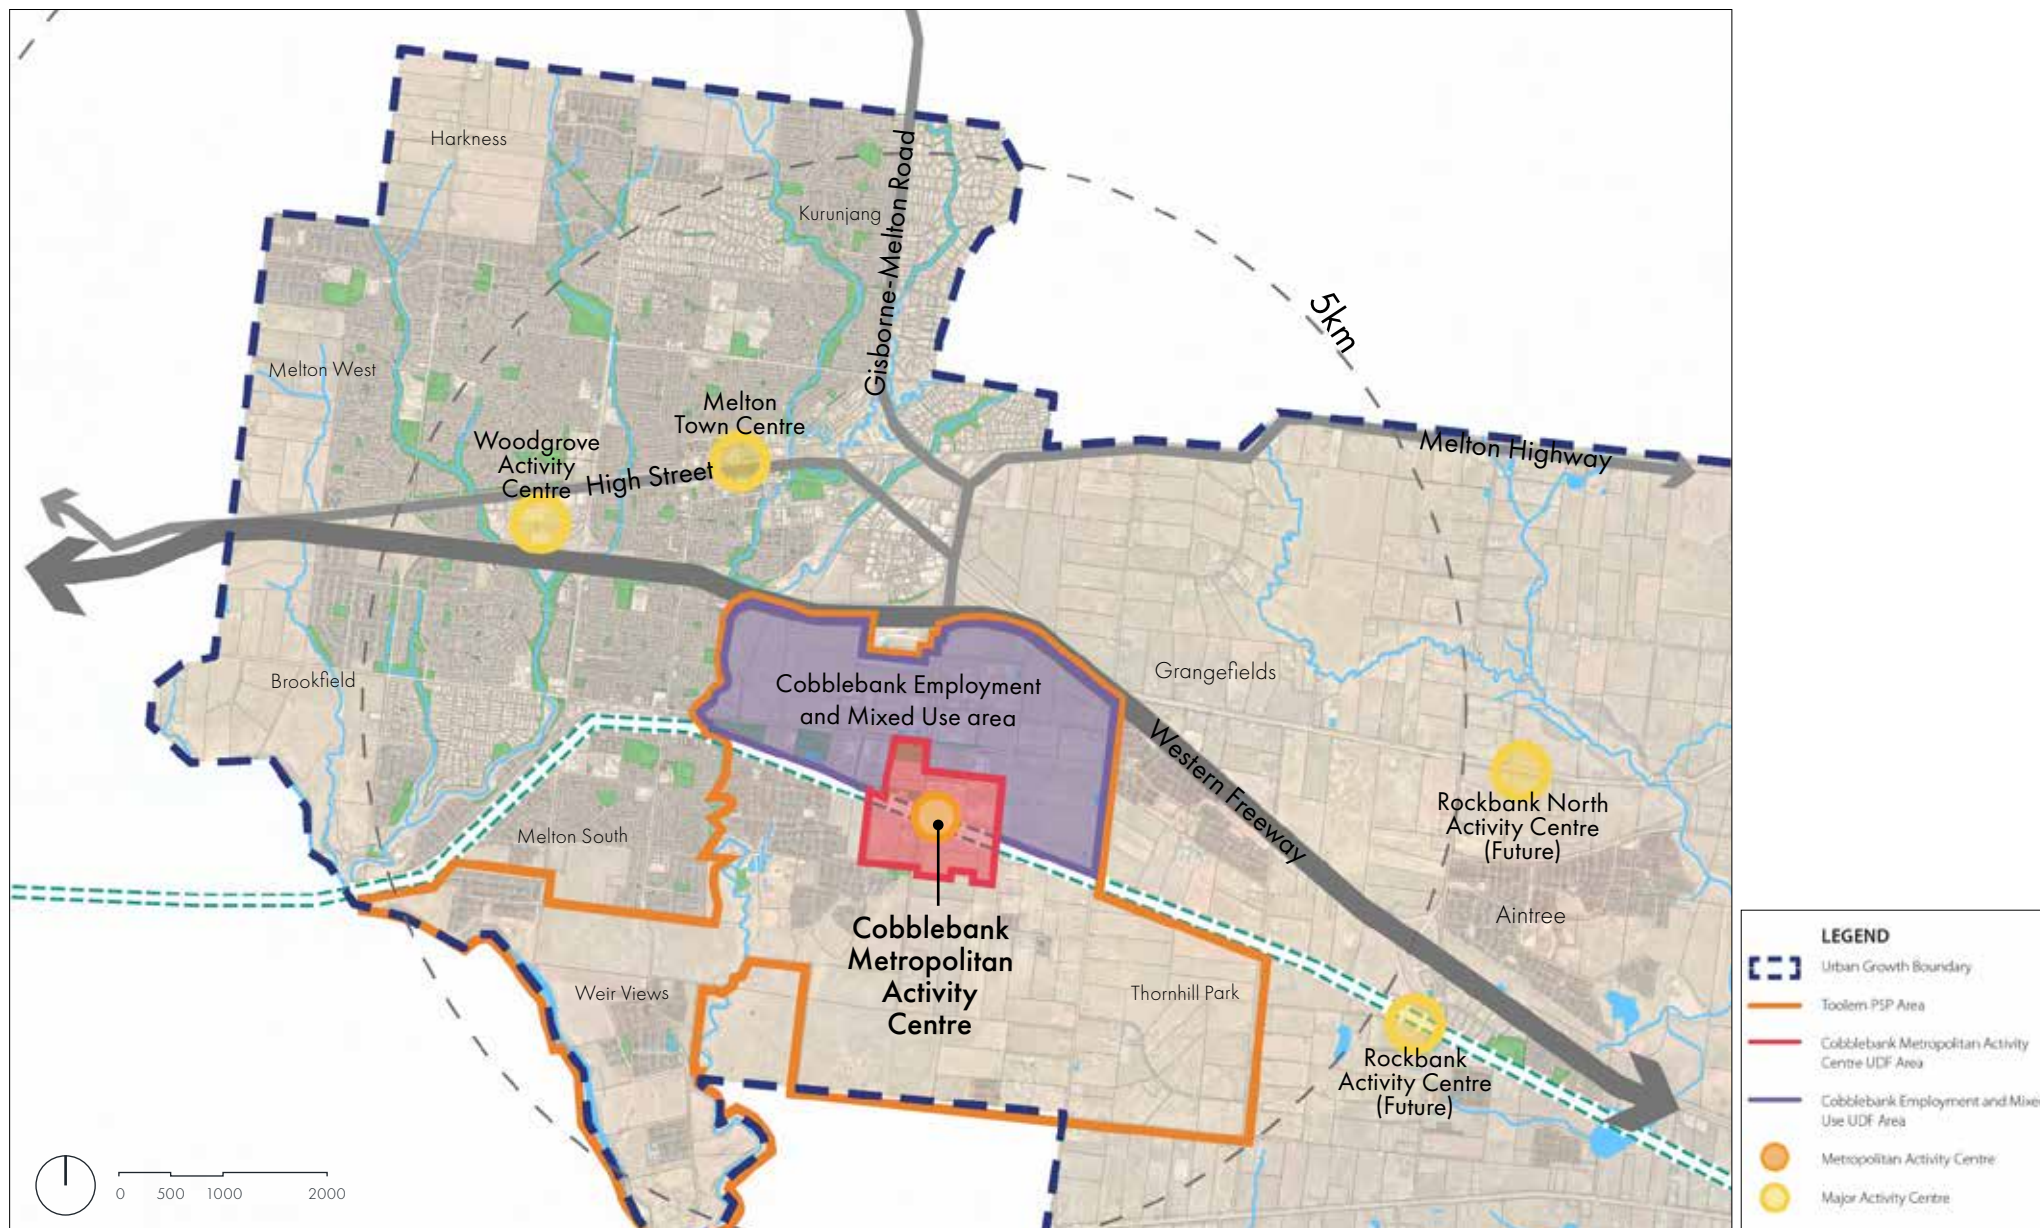 Harkness
Kurunjang
Gisborne-Melton Road
5km
Melton West
Melton
Town Centre
Woodgrove
Activity
Centre
High Street
Melton Highway
Brookfield
Cobblebank Employment
and Mixed Use area
Grangefields
Western Freeway
Melton South
Rockbank North
Activity Centre
(Future)
Aintree
Cobblebank
Metropolitan
Activity
Centre
Weir Views
Thornhill Park
Rockbank
Activity Centre
(Future)
0 500 1000 2000
LEGEND
Urban Growth Boundary
Toolern PSP Area
Cobblebank Metropolitan Activity
Centre UDF Area
Cobblebank Employment and Mixe
Use UDF Area
Metropolitan Activity Centre
Major Activity Centre